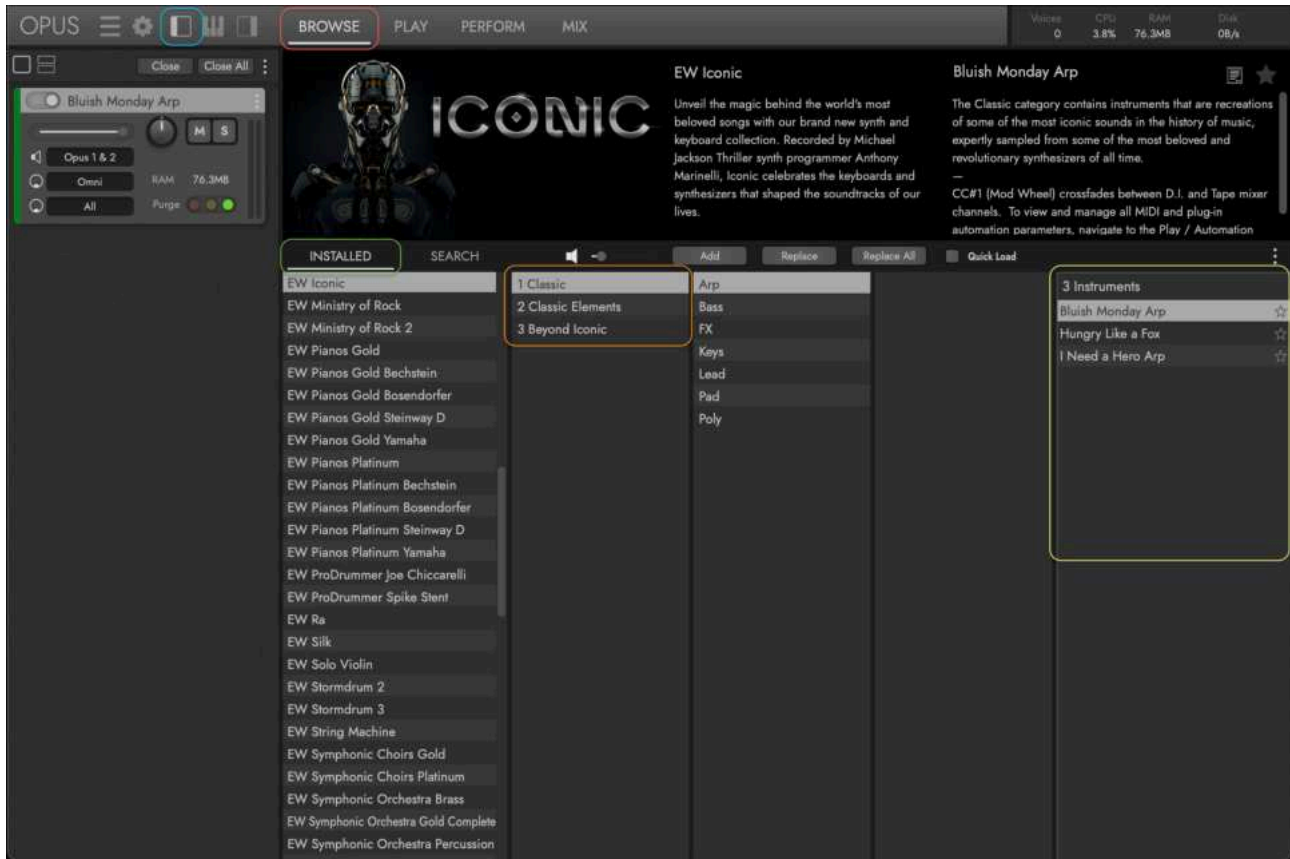 OPUS BROWSE PLAY PERFORM MIX Voices CPU RAM Disk
0 3.8% 76.3MB 0B/s
Close Close All
Bluish Monday Arp
M S
Opus 1 & 2
Omni RAM 76.3MB
All Purge
ICONIC
EW Iconic
Unveil the magic behind the world's most
beloved songs with our brand new synth and
keyboard collection. Recorded by Michael
Jackson Thriller synth programmer Anthony
Marinelli, Iconic celebrates the keyboards and
synthesizers that shaped the soundtracks of our
lives.
Bluish Monday Arp
The Classic category contains instruments that are recreations
of some of the most iconic sounds in the history of music,
expertly sampled from some of the most beloved and
revolutionary synthesizers of all time.
—
CC#1 (Mod Wheel) crossfades between D.I. and Tape mixer
channels. To view and manage all MIDI and plug-in
automation parameters, navigate to the Play / Automation
INSTALLED SEARCH Add Replace Replace All Quick Load
EW Iconic
EW Ministry of Rock
EW Ministry of Rock 2
EW Pianos Gold
EW Pianos Gold Bechstein
EW Pianos Gold Bosendorfer
EW Pianos Gold Steinway D
EW Pianos Gold Yamaha
EW Pianos Platinum
EW Pianos Platinum Bechstein
EW Pianos Platinum Bosendorfer
EW Pianos Platinum Steinway D
EW Pianos Platinum Yamaha
EW ProDrummer Joe Chiccarelli
EW ProDrummer Spike Stent
EW Ra
EW Silk
EW Solo Violin
EW Stormdrum 2
EW Stormdrum 3
EW String Machine
EW Symphonic Choirs Gold
EW Symphonic Choirs Platinum
EW Symphonic Orchestra Brass
EW Symphonic Orchestra Gold Complete
EW Symphonic Orchestra Percussion
1 Classic
2 Classic Elements
3 Beyond Iconic
Arp
Bass
FX
Keys
Lead
Pad
Poly
3 Instruments
Bluish Monday Arp
Hungry Like a Fox
I Need a Hero Arp